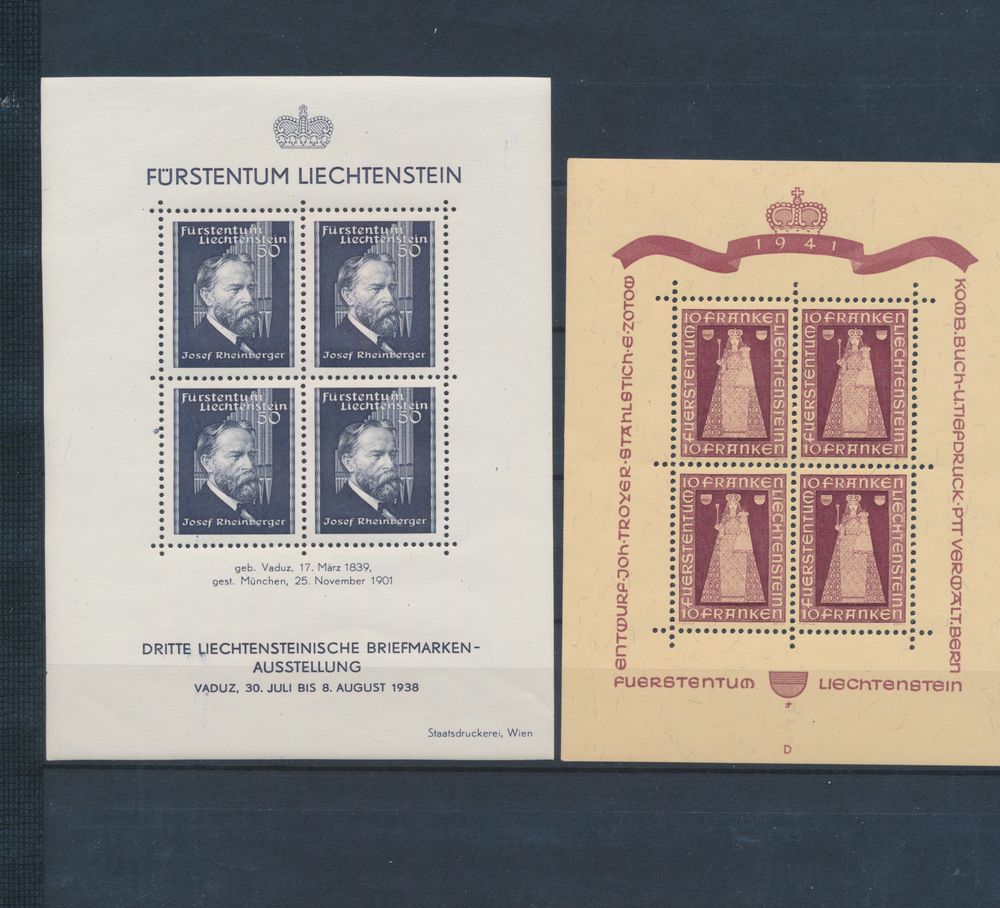 FÜRSTENTUM LIECHTENSTEIN
Fürstentum
Liechtenstein
50
Josef Rheinberger
Fürstentum
Liechtenstein
50
Josef Rheinberger
Fürstentum
Liechtenstein
50
Josef Rheinberger
Fürstentum
Liechtenstein
50
Josef Rheinberger
geb. Vaduz, 17. März 1839,
gest. München, 25. November 1901
DRITTE LIECHTENSTEINISCHE BRIEFMARKEN-
AUSSTELLUNG
VADUZ, 30. JULI BIS 8. AUGUST 1938
Staatsdruckerei, Wien
1941
ENTWURF JOH·TROYER·STAHLSTICH·E·ZOTOW
KOMB. BUCH-U.TIEFDRUCK·PTT VERWALT.BERN
10 FRANKEN
FUERSTENTUM
LIECHTENSTEIN
10 FRANKEN
10 FRANKEN
FUERSTENTUM
LIECHTENSTEIN
10 FRANKEN
10 FRANKEN
FUERSTENTUM
LIECHTENSTEIN
10 FRANKEN
10 FRANKEN
FUERSTENTUM
LIECHTENSTEIN
10 FRANKEN
FUERSTENTUM LIECHTENSTEIN
D